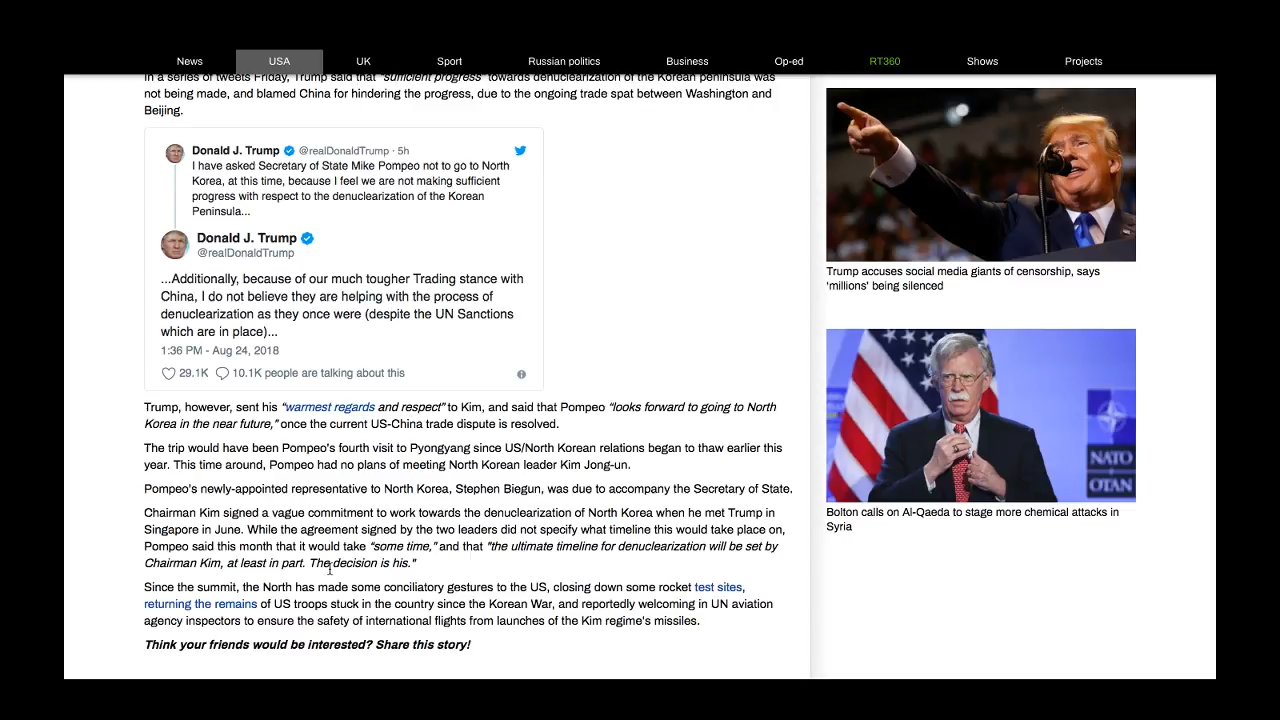 News USA UK Sport Russian politics Business Op-ed RT360 Shows Projects
In a series of tweets Friday, Trump said that "sufficient progress" towards denuclearization of the Korean peninsula was
not being made, and blamed China for hindering the progress, due to the ongoing trade spat between Washington and
Beijing.
Donald J. Trump @realDonaldTrump · 5h
I have asked Secretary of State Mike Pompeo not to go to North
Korea, at this time, because I feel we are not making sufficient
progress with respect to the denuclearization of the Korean
Peninsula...
Donald J. Trump
@realDonaldTrump
...Additionally, because of our much tougher Trading stance with
China, I do not believe they are helping with the process of
denuclearization as they once were (despite the UN Sanctions
which are in place)...
1:36 PM - Aug 24, 2018
29.1K 10.1K people are talking about this
Trump, however, sent his "warmest regards and respect" to Kim, and said that Pompeo "looks forward to going to North
Korea in the near future," once the current US-China trade dispute is resolved.
The trip would have been Pompeo's fourth visit to Pyongyang since US/North Korean relations began to thaw earlier this
year. This time around, Pompeo had no plans of meeting North Korean leader Kim Jong-un.
Pompeo's newly-appointed representative to North Korea, Stephen Biegun, was due to accompany the Secretary of State.
Chairman Kim signed a vague commitment to work towards the denuclearization of North Korea when he met Trump in
Singapore in June. While the agreement signed by the two leaders did not specify what timeline this would take place on,
Pompeo said this month that it would take "some time," and that "the ultimate timeline for denuclearization will be set by
Chairman Kim, at least in part. The decision is his."
Since the summit, the North has made some conciliatory gestures to the US, closing down some rocket test sites,
returning the remains of US troops stuck in the country since the Korean War, and reportedly welcoming in UN aviation
agency inspectors to ensure the safety of international flights from launches of the Kim regime's missiles.
Think your friends would be interested? Share this story!
Trump accuses social media giants of censorship, says
'millions' being silenced
NATO
OTAN
Bolton calls on Al-Qaeda to stage more chemical attacks in
Syria